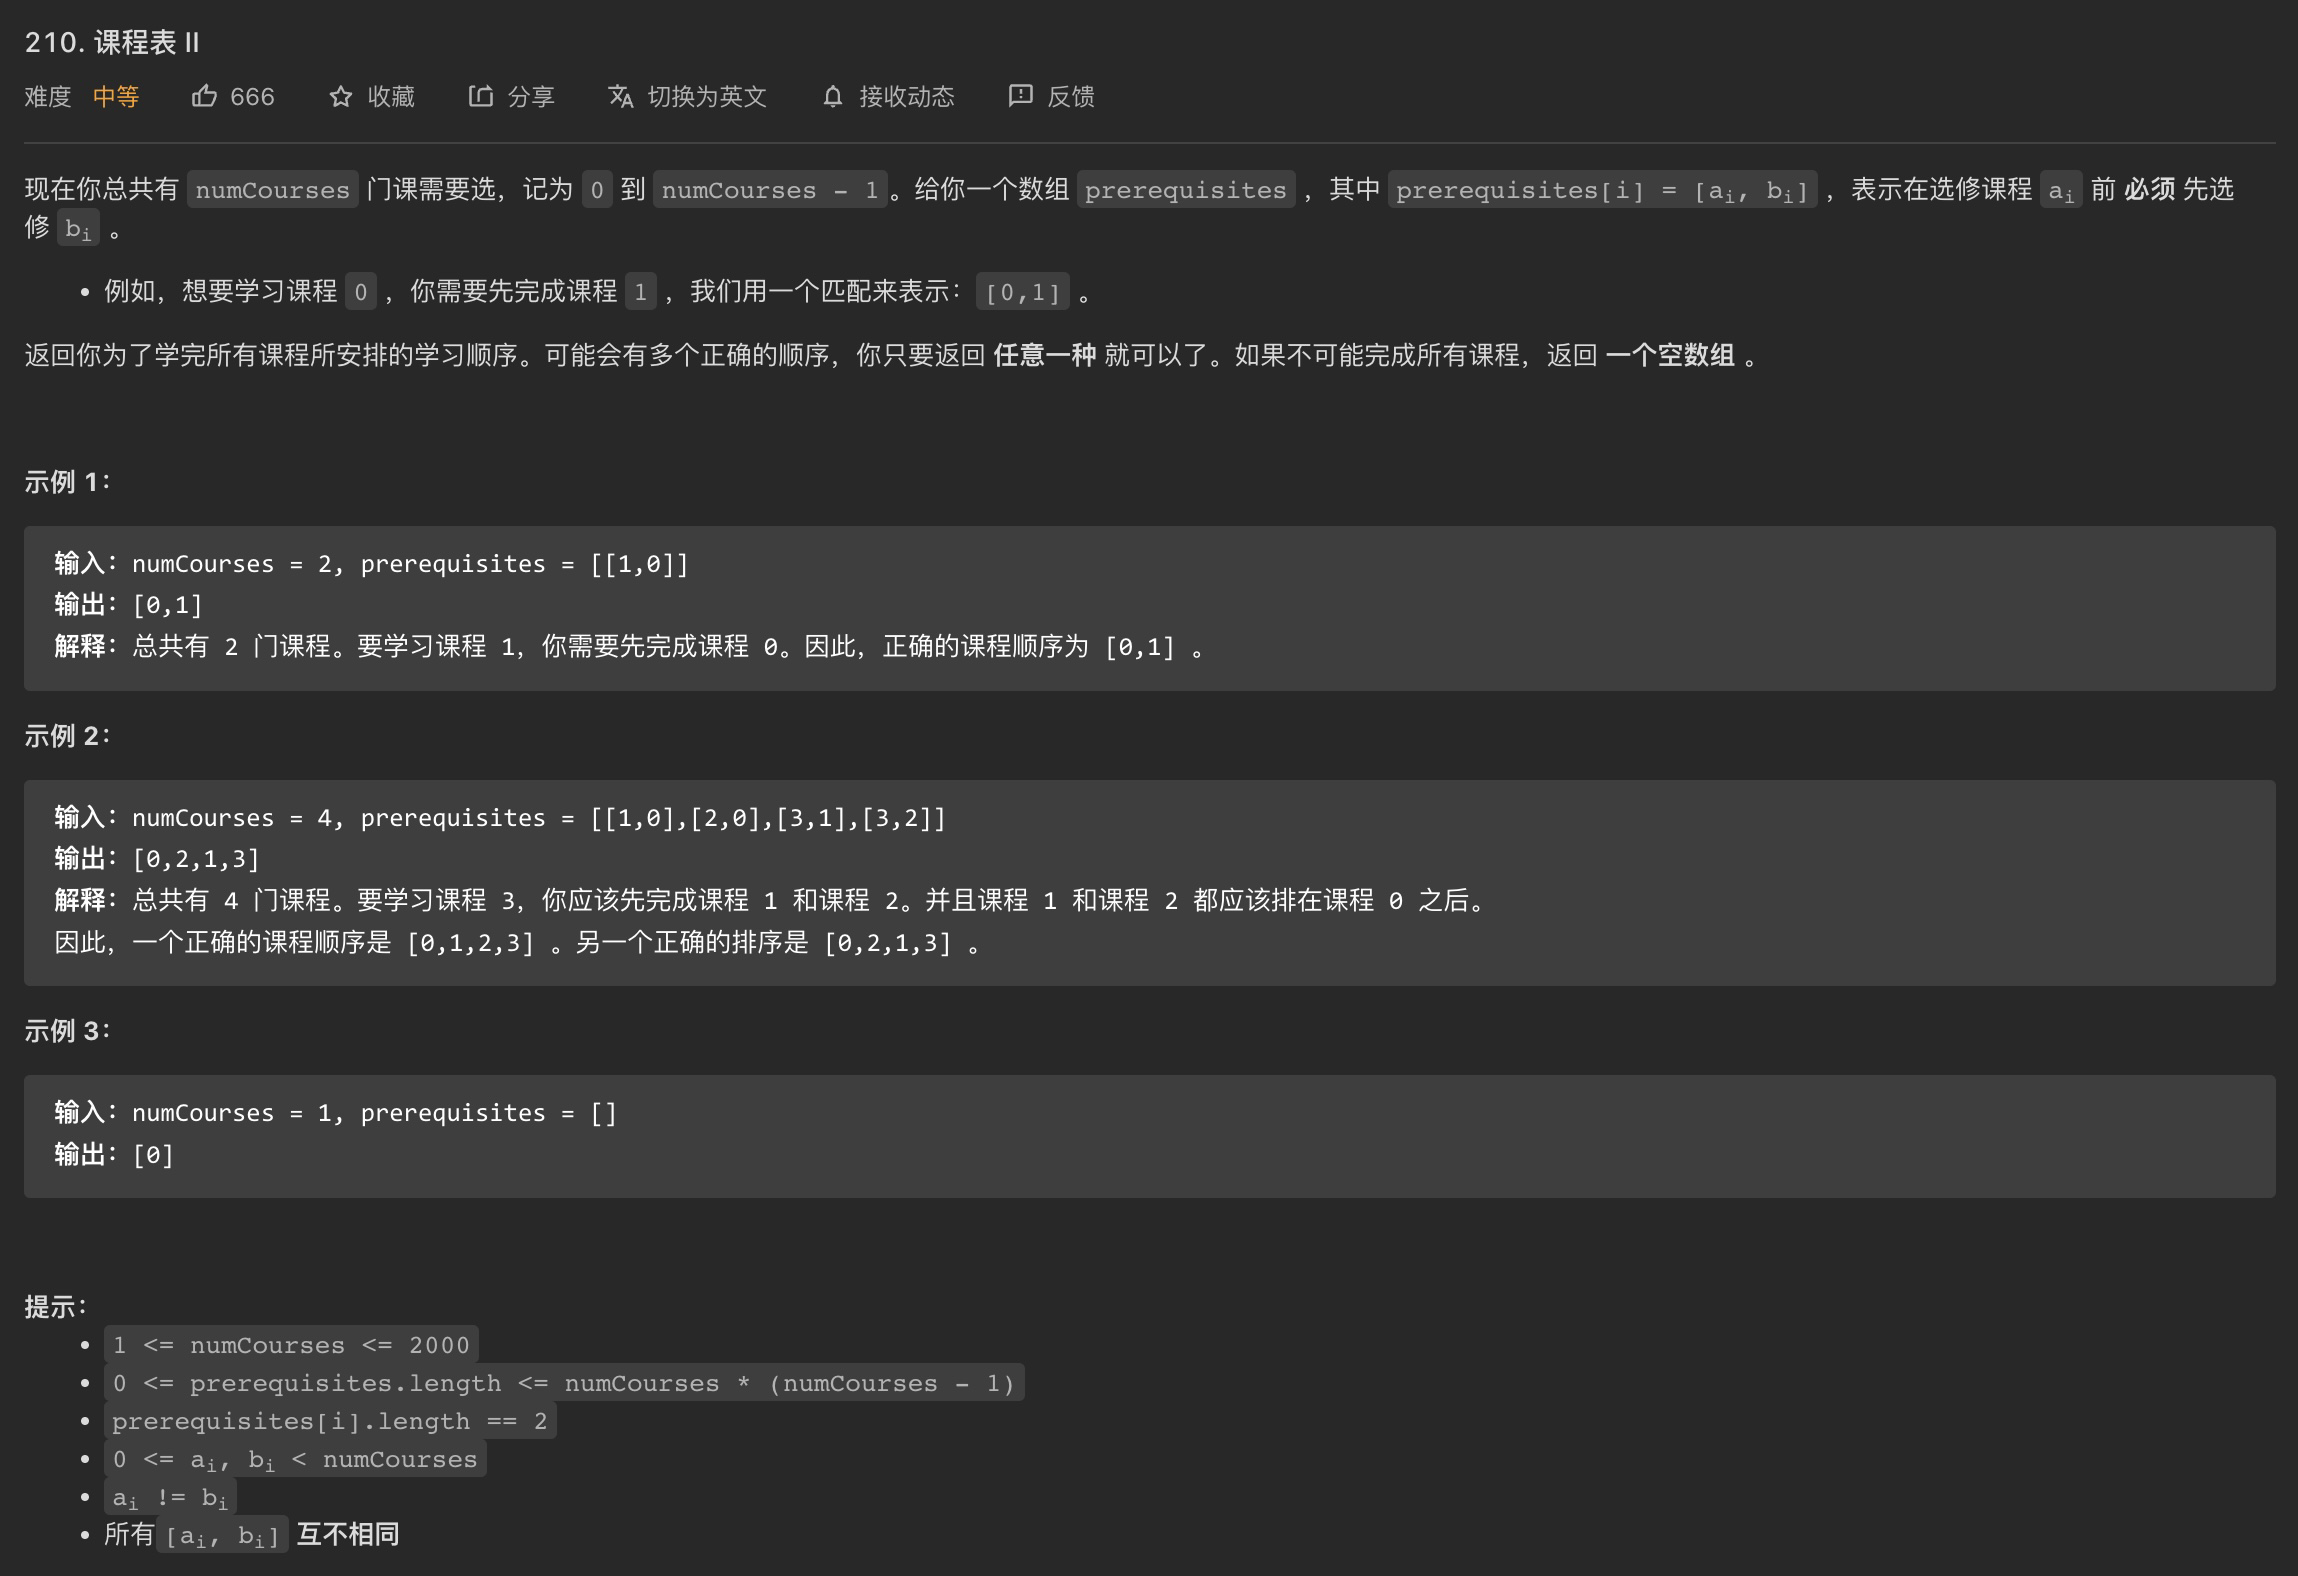 210. 课程表 II
难度 中等 666 收藏 分享 切换为英文 接收动态 反馈
现在你总共有 numCourses 门课需要选，记为 0 到 numCourses - 1。给你一个数组 prerequisites ，其中 prerequisites[i] = [ai, bi] ，表示在选修课程 ai 前 必须 先选
修 bi 。
• 例如，想要学习课程 0 ，你需要先完成课程 1 ，我们用一个匹配来表示：[0,1] 。
返回你为了学完所有课程所安排的学习顺序。可能会有多个正确的顺序，你只要返回 任意一种 就可以了。如果不可能完成所有课程，返回 一个空数组 。
示例 1：
输入：numCourses = 2, prerequisites = [[1,0]]
输出：[0,1]
解释：总共有 2 门课程。要学习课程 1，你需要先完成课程 0。因此，正确的课程顺序为 [0,1] 。
示例 2：
输入：numCourses = 4, prerequisites = [[1,0],[2,0],[3,1],[3,2]]
输出：[0,2,1,3]
解释：总共有 4 门课程。要学习课程 3，你应该先完成课程 1 和课程 2。并且课程 1 和课程 2 都应该排在课程 0 之后。
因此，一个正确的课程顺序是 [0,1,2,3] 。另一个正确的排序是 [0,2,1,3] 。
示例 3：
输入：numCourses = 1, prerequisites = []
输出：[0]
提示：
• 1 <= numCourses <= 2000
• 0 <= prerequisites.length <= numCourses * (numCourses - 1)
• prerequisites[i].length == 2
• 0 <= ai, bi < numCourses
• ai != bi
• 所有[ai, bi] 互不相同